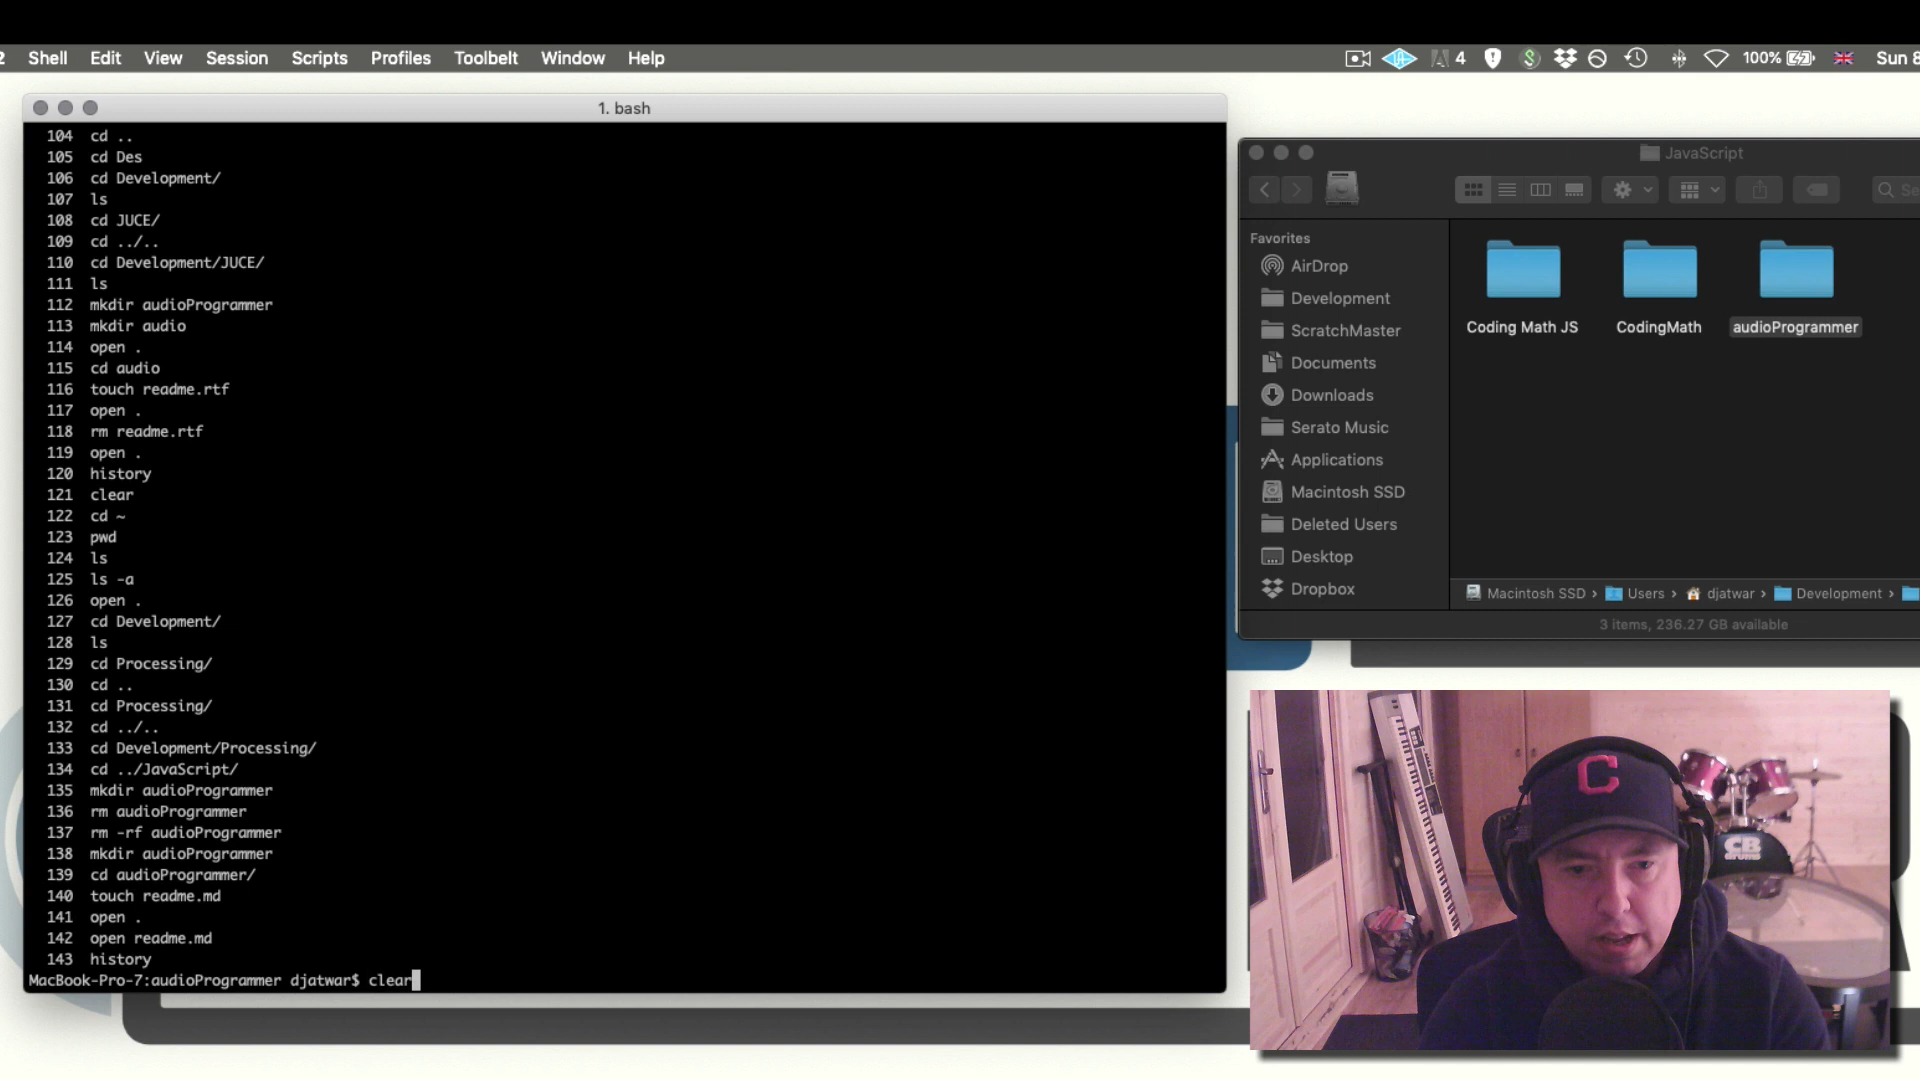 Shell Edit View Session Scripts Profiles Toolbelt Window Help 4 100% Sun 8
1. bash
104 cd ..
105 cd Des
106 cd Development/
107 ls
108 cd JUCE/
109 cd ../..
110 cd Development/JUCE/
111 ls
112 mkdir audioProgrammer
113 mkdir audio
114 open .
115 cd audio
116 touch readme.rtf
117 open .
118 rm readme.rtf
119 open .
120 history
121 clear
122 cd ~
123 pwd
124 ls
125 ls -a
126 open .
127 cd Development/
128 ls
129 cd Processing/
130 cd ..
131 cd Processing/
132 cd ../..
133 cd Development/Processing/
134 cd ../JavaScript/
135 mkdir audioProgrammer
136 rm audioProgrammer
137 rm -rf audioProgrammer
138 mkdir audioProgrammer
139 cd audioProgrammer/
140 touch readme.md
141 open .
142 open readme.md
143 history
MacBook-Pro-7:audioProgrammer djatwar$ clear
JavaScript
Se
Favorites
AirDrop
Development
ScratchMaster
Documents
Downloads
Serato Music
Applications
Macintosh SSD
Deleted Users
Desktop
Dropbox
Coding Math JS
CodingMath
audioProgrammer
Macintosh SSD › Users › djatwar › Development ›
3 items, 236.27 GB available
C
CB
DRUMS